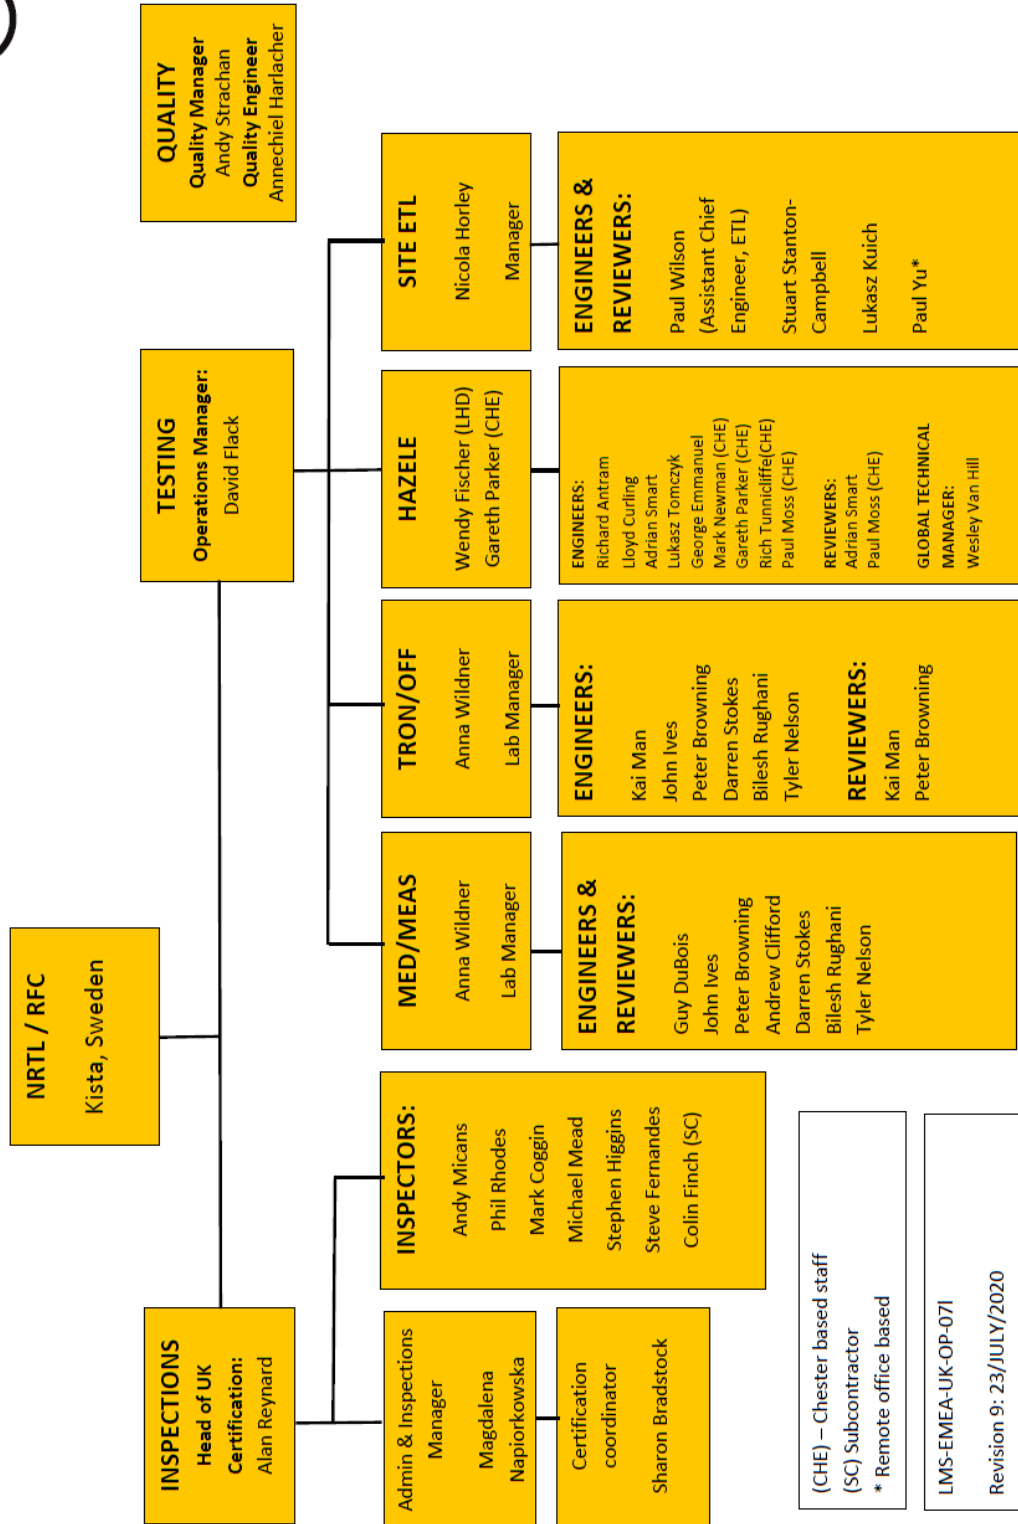 NRTL / RFC
Kista, Sweden
INSPECTIONS
Head of UK
Certification:
Alan Reynard
TESTING
Operations Manager:
David Flack
QUALITY
Quality Manager
Andy Strachan
Quality Engineer
Annechiel Harlacher
Admin & Inspections
Manager
Magdalena
Napiorkowska
Certification
coordinator
Sharon Bradstock
INSPECTORS:
Andy Micans
Phil Rhodes
Mark Coggin
Michael Mead
Stephen Higgins
Steve Fernandes
Colin Finch (SC)
MED/MEAS
Anna Wildner
Lab Manager
ENGINEERS &
REVIEWERS:
Guy DuBois
John Ives
Peter Browning
Andrew Clifford
Darren Stokes
Bilesh Rughani
Tyler Nelson
TRON/OFF
Anna Wildner
Lab Manager
ENGINEERS:
Kai Man
John Ives
Peter Browning
Darren Stokes
Bilesh Rughani
Tyler Nelson
REVIEWERS:
Kai Man
Peter Browning
HAZELE
Wendy Fischer (LHD)
Gareth Parker (CHE)
ENGINEERS:
Richard Antram
Lloyd Curling
Adrian Smart
Lukasz Tomczyk
George Emmanuel
Mark Newman (CHE)
Gareth Parker (CHE)
Rich Tunnicliffe(CHE)
Paul Moss (CHE)
REVIEWERS:
Adrian Smart
Paul Moss (CHE)
GLOBAL TECHNICAL
MANAGER:
Wesley Van Hill
SITE ETL
Nicola Horley
Manager
ENGINEERS &
REVIEWERS:
Paul Wilson
(Assistant Chief
Engineer, ETL)
Stuart Stanton-
Campbell
Lukasz Kuich
Paul Yu*
(CHE) – Chester based staff
(SC) Subcontractor
* Remote office based
LMS-EMEA-UK-OP-07l
Revision 9: 23/JULY/2020